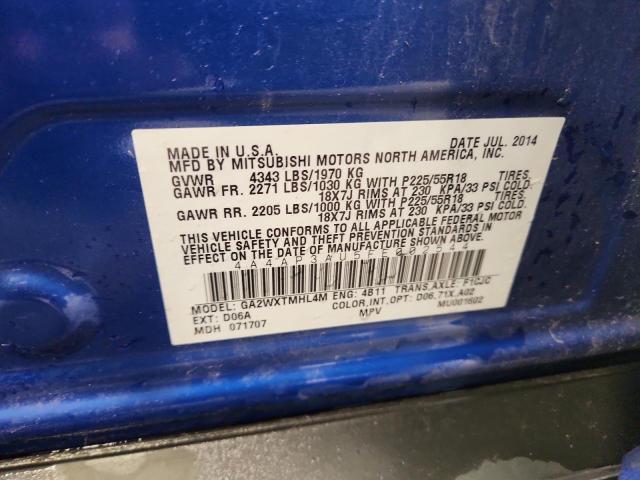 MADE IN U.S.A. DATE JUL. 2014
MFD BY MITSUBISHI MOTORS NORTH AMERICA, INC.
GVWR 4343 LBS/1970 KG
GAWR FR. 2271 LBS/1030 KG WITH P225/55R18 TIRES,
18X7J RIMS AT 230 KPA/33 PSI COLD.
GAWR RR. 2205 LBS/1000 KG WITH P225/55R18 TIRES,
18X7J RIMS AT 230 KPA/33 PSI COLD.
THIS VEHICLE CONFORMS TO ALL APPLICABLE FEDERAL MOTOR
VEHICLE SAFETY AND THEFT PREVENTION STANDARDS IN
EFFECT ON THE DATE OF MANUFACTURE SHOWN ABOVE.
4A4AP3AU5FE002544
MODEL: GA2WXTMHL4M ENG: 4B11 TRANS,AXLE: F1CJC
EXT: D06A COLOR,INT,OPT: D06,71X,A02
MDH 071707 MPV MU001602